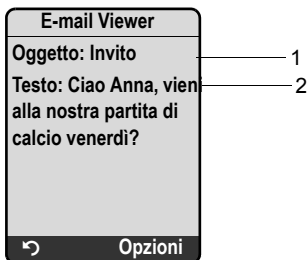 E-mail Viewer
Oggetto: Invito
1
Testo: Ciao Anna, vieni
2
alla nostra partita di
calcio venerdì?
Opzioni